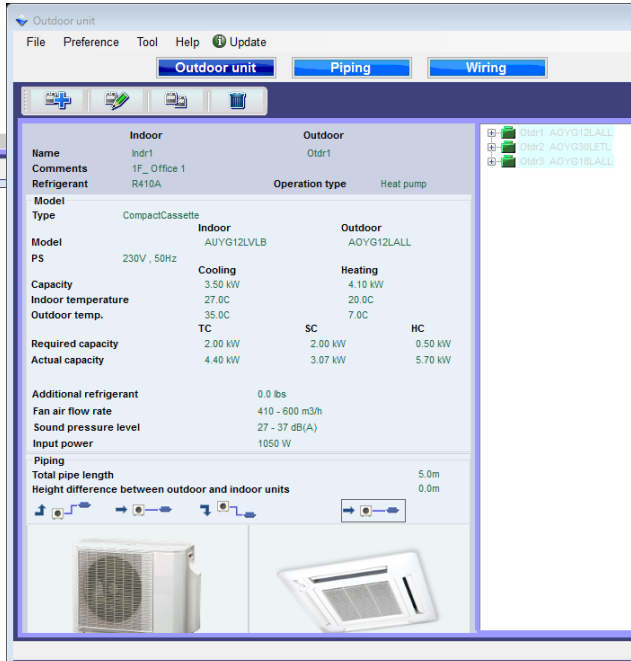 Outdoor unit
File Preference Tool Help Update
Outdoor unit Piping Wiring
Indoor Outdoor
Name Indr1 Otdr1
Comments 1F_ Office 1
Refrigerant R410A Operation type Heat pump
Model
Type CompactCassette
Indoor Outdoor
Model AUYG12LVLB AOYG12LALL
PS 230V , 50Hz
Cooling Heating
Capacity 3.50 kW 4.10 kW
Indoor temperature 27.0C 20.0C
Outdoor temp. 35.0C 7.0C
TC SC HC
Required capacity 2.00 kW 2.00 kW 0.50 kW
Actual capacity 4.40 kW 3.07 kW 5.70 kW
Additional refrigerant 0.0 lbs
Fan air flow rate 410 - 600 m3/h
Sound pressure level 27 - 37 dB(A)
Input power 1050 W
Piping
Total pipe length 5.0m
Height difference between outdoor and indoor units 0.0m
Otdr1 AOYG12LALL
Otdr2 AOYG30LETL
Otdr3 AOYG18LALL